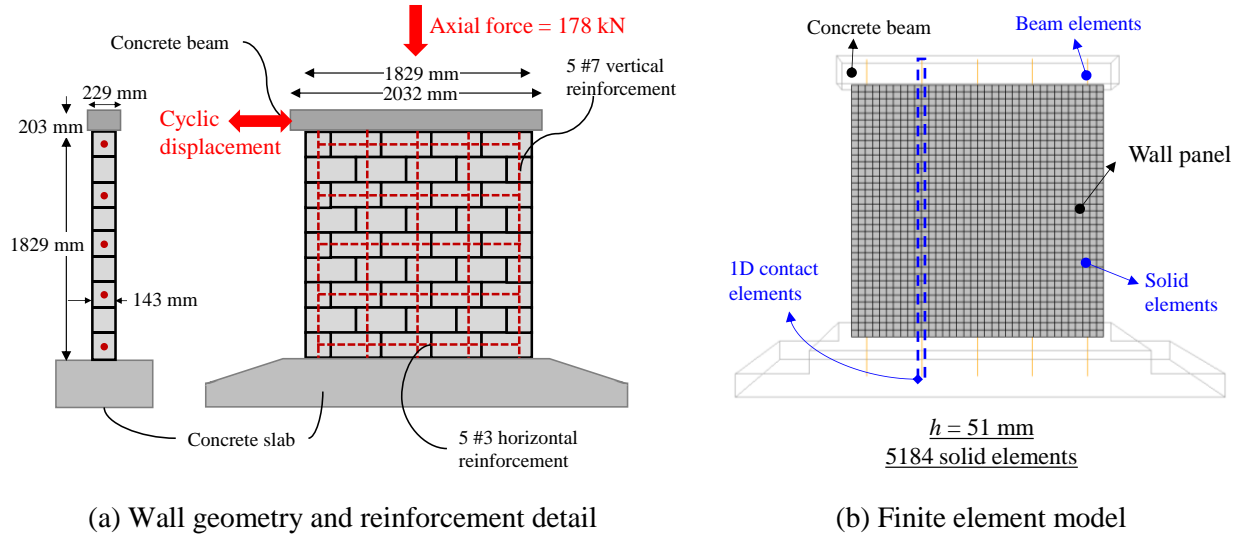 Axial force = 178 kN
Concrete beam
1829 mm
2032 mm
5 #7 vertical
reinforcement
229 mm
203 mm
Cyclic
displacement
1829 mm
143 mm
Concrete slab
5 #3 horizontal
reinforcement
(a) Wall geometry and reinforcement detail
Concrete beam
Beam elements
Wall panel
1D contact
elements
Solid
elements
h = 51 mm
5184 solid elements
(b) Finite element model